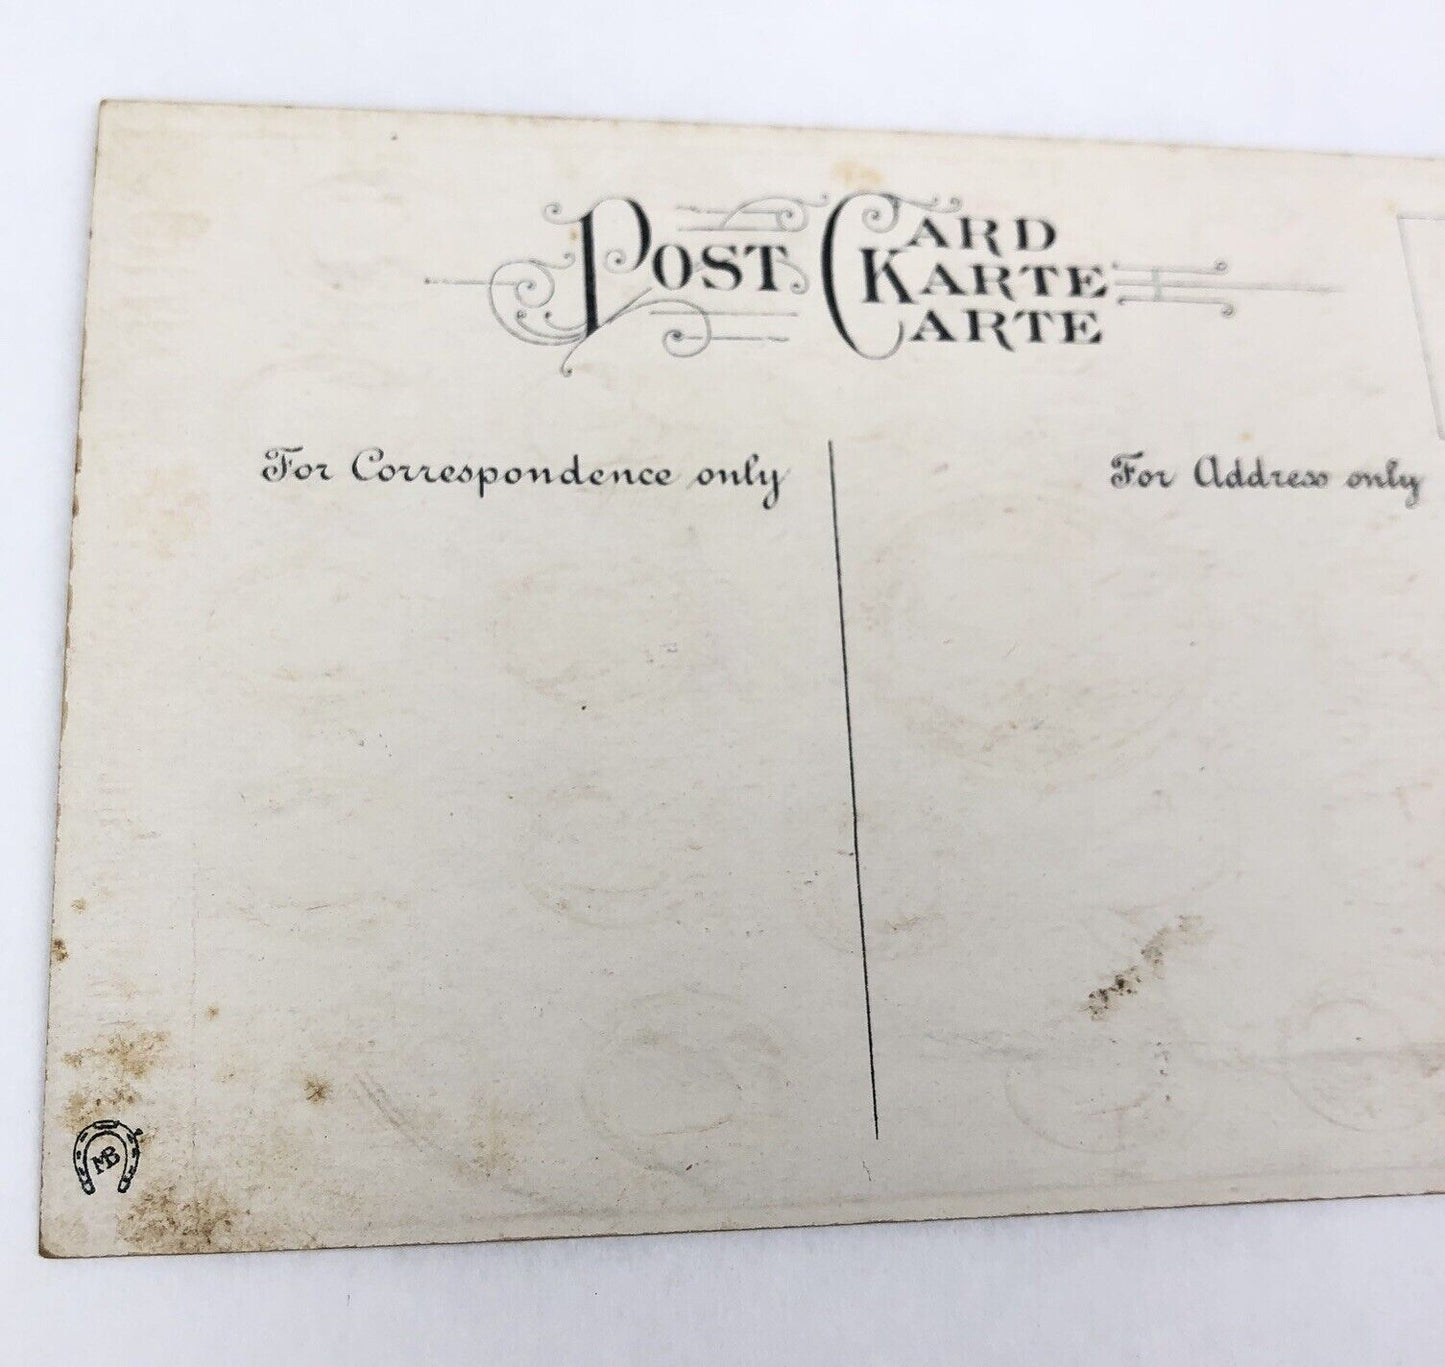 POST CARD
KARTE
CARTE
For Correspondence only
For Address only
MB